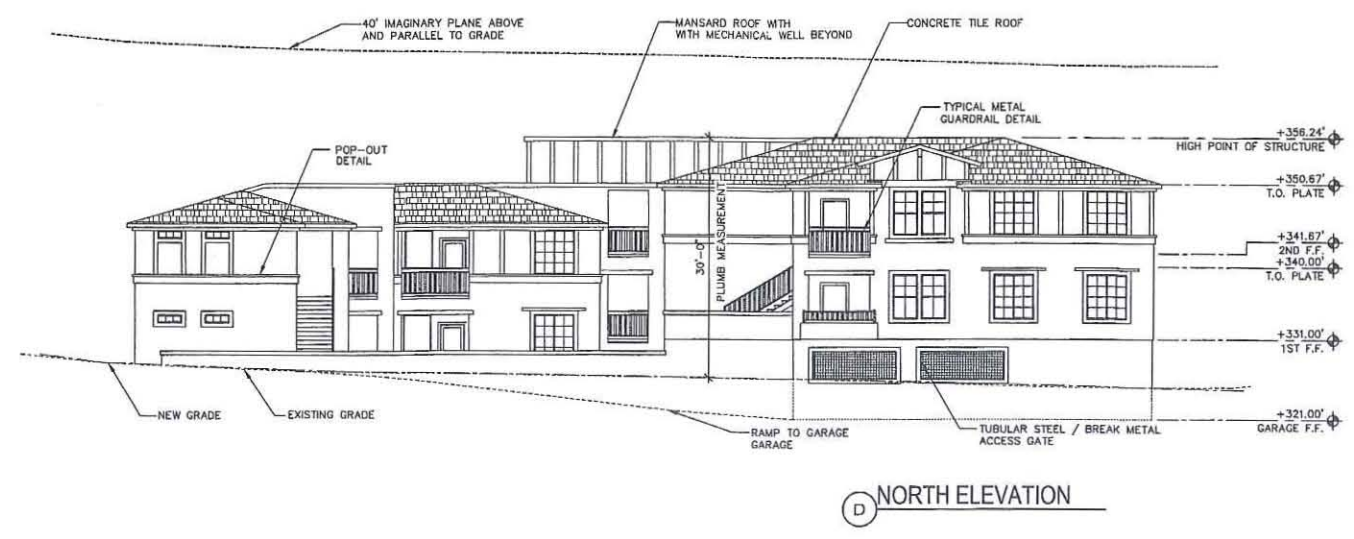 40' IMAGINARY PLANE ABOVE
AND PARALLEL TO GRADE
MANSARD ROOF WITH
WITH MECHANICAL WELL BEYOND
CONCRETE TILE ROOF
TYPICAL METAL
GUARDRAIL DETAIL
POP-OUT
DETAIL
+356.24'
HIGH POINT OF STRUCTURE
+350.67'
T.O. PLATE
+341.67'
2ND F.F.
+340.00'
T.O. PLATE
30'-0"
PLUMB MEASUREMENT
+331.00'
1ST F.F.
NEW GRADE
EXISTING GRADE
RAMP TO GARAGE
GARAGE
TUBULAR STEEL / BREAK METAL
ACCESS GATE
+321.00'
GARAGE F.F.
D NORTH ELEVATION